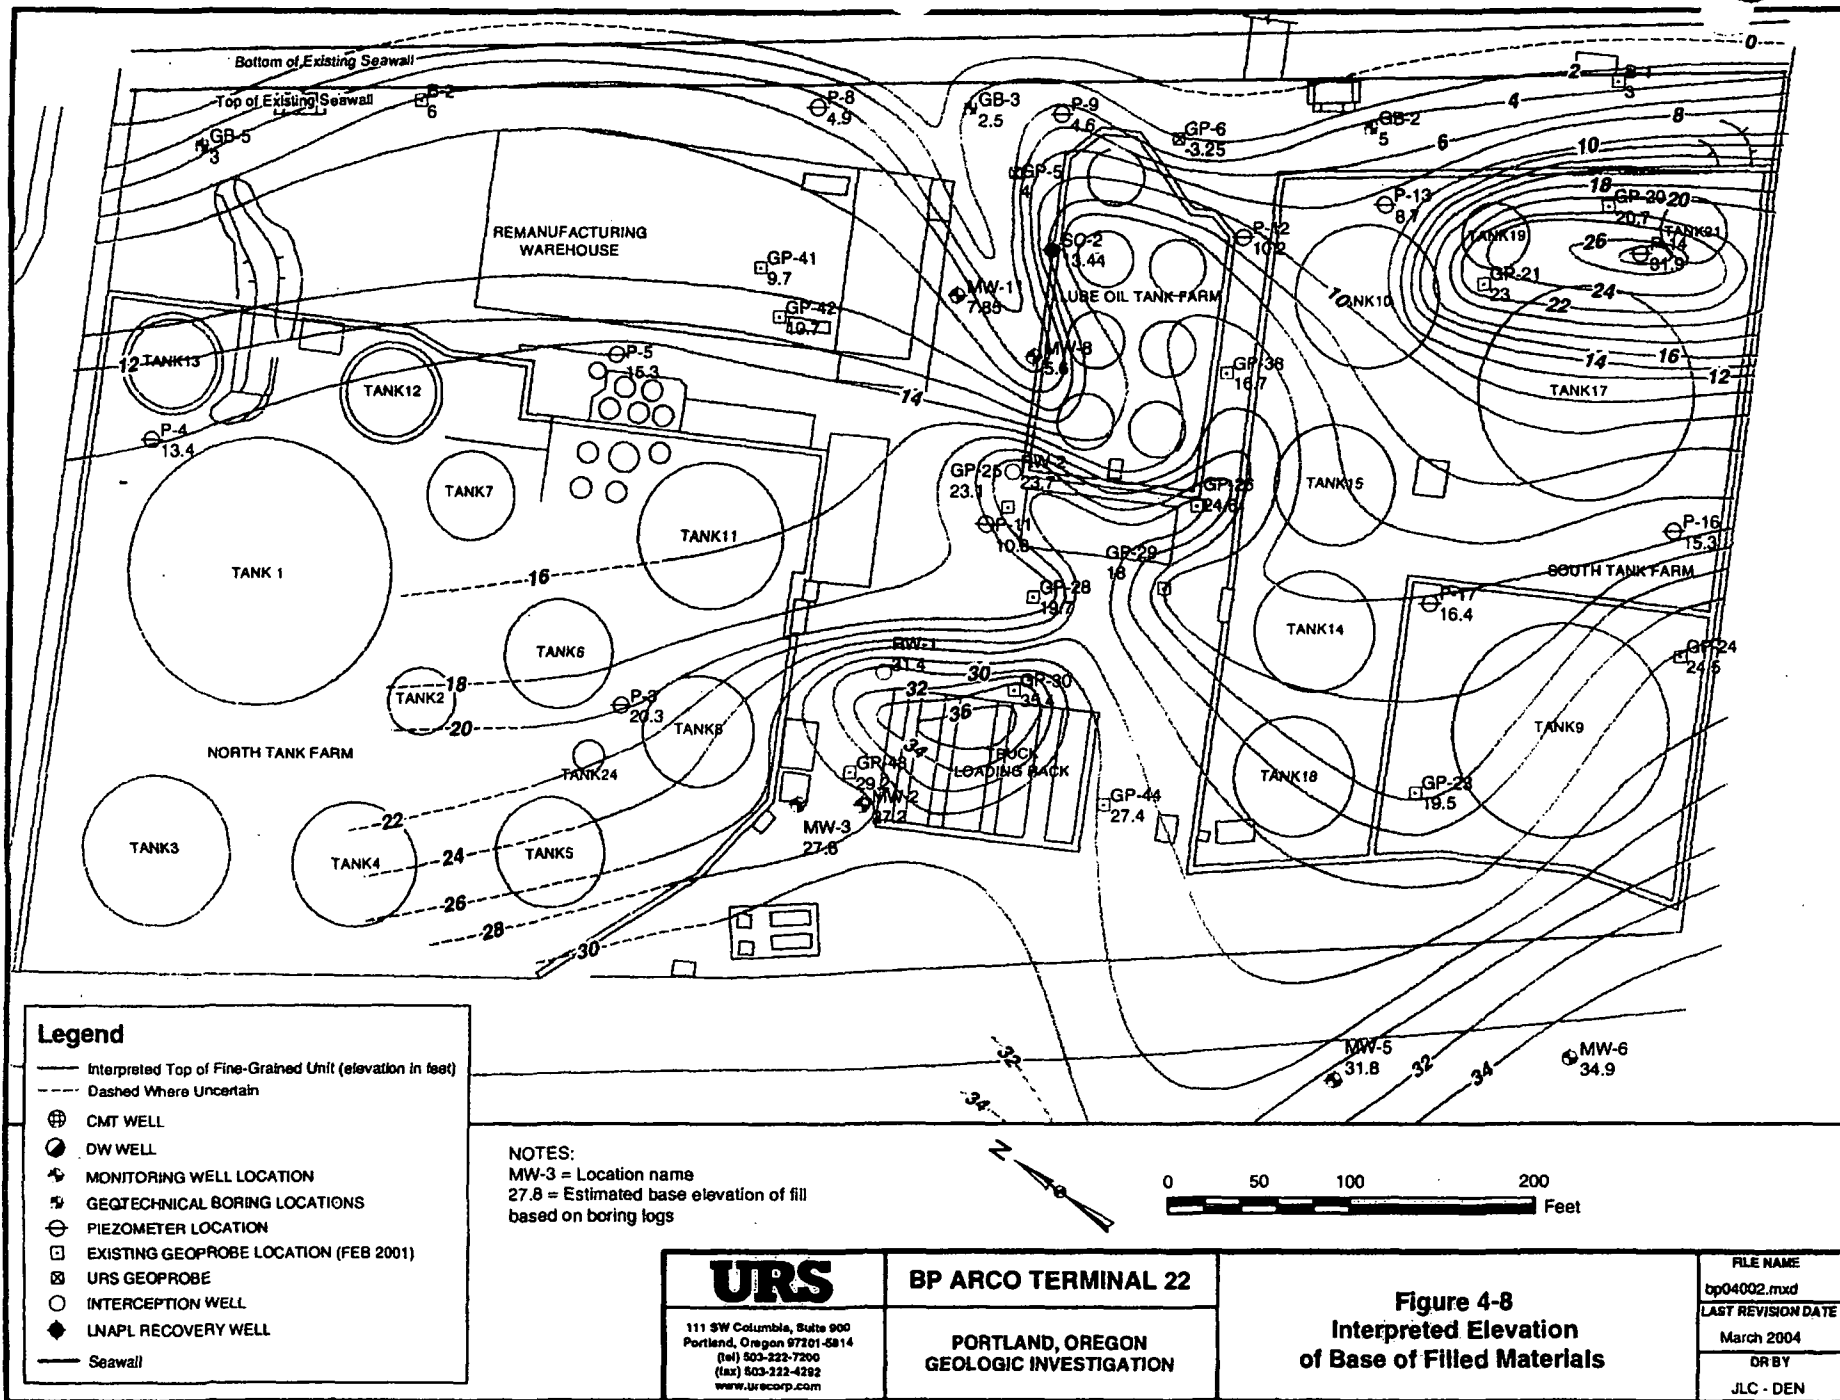 0
Bottom of Existing Seawall
2
B-1
3
Top of Existing Seawall
B-2
6
P-8
4.9
GB-3
2.5
P-9
4.6
4
GB-2
5
8
GB-5
3
GP-6
-3.25
6
10
GP-5
4
18
GP-20
20.7
20
P-13
8.7
REMANUFACTURING
WAREHOUSE
SO-2
13.44
P-12
10.2
TANK19
TANK21
26
P-14
31.9
GP-41
9.7
MW-11
7.85
LUBE OIL TANK FARM
10
TANK10
GP-21
23
24
22
GP-42
10.7
12
TANK13
P-5
15.3
MW-8
5.6
GP-38
16.7
14
16
12
TANK12
14
TANK17
P-4
13.4
GP-25
23.1
RW-2
23.7
TANK7
GP-26
24.6
TANK15
TANK11
P-11
10.8
P-16
15.3
GP-29
18
TANK 1
16
SOUTH TANK FARM
GP-28
19.7
P-17
16.4
TANK14
TANK6
RW-1
31.4
GP-24
24.5
18
TANK2
30
GP-30
35.4
32
P-3
20.3
36
20
TANK8
TANK9
NORTH TANK FARM
34
TRUCK
LOADING RACK
TANK24
GP-43
29.2
TANK18
GP-23
19.5
MW-2
27.2
GP-44
27.4
22
MW-3
27.8
TANK3
TANK4
24
TANK5
26
28
30
Legend
Interpreted Top of Fine-Grained Unit (elevation in feet)
Dashed Where Uncertain
CMT WELL
DW WELL
MONITORING WELL LOCATION
GEOTECHNICAL BORING LOCATIONS
PIEZOMETER LOCATION
EXISTING GEOPROBE LOCATION (FEB 2001)
URS GEOPROBE
INTERCEPTION WELL
LNAPL RECOVERY WELL
Seawall
32
34
MW-5
31.8
32
34
MW-6
34.9
NOTES:
MW-3 = Location name
27.8 = Estimated base elevation of fill
based on boring logs
N
0 50 100 200
Feet
URS
111 SW Columbia, Suite 900
Portland, Oregon 97201-5814
(tel) 503-222-7200
(fax) 503-222-4292
www.urscorp.com
BP ARCO TERMINAL 22
PORTLAND, OREGON
GEOLOGIC INVESTIGATION
Figure 4-8
Interpreted Elevation
of Base of Filled Materials
FILE NAME
bp04002.mxd
LAST REVISION DATE
March 2004
DR BY
JLC - DEN